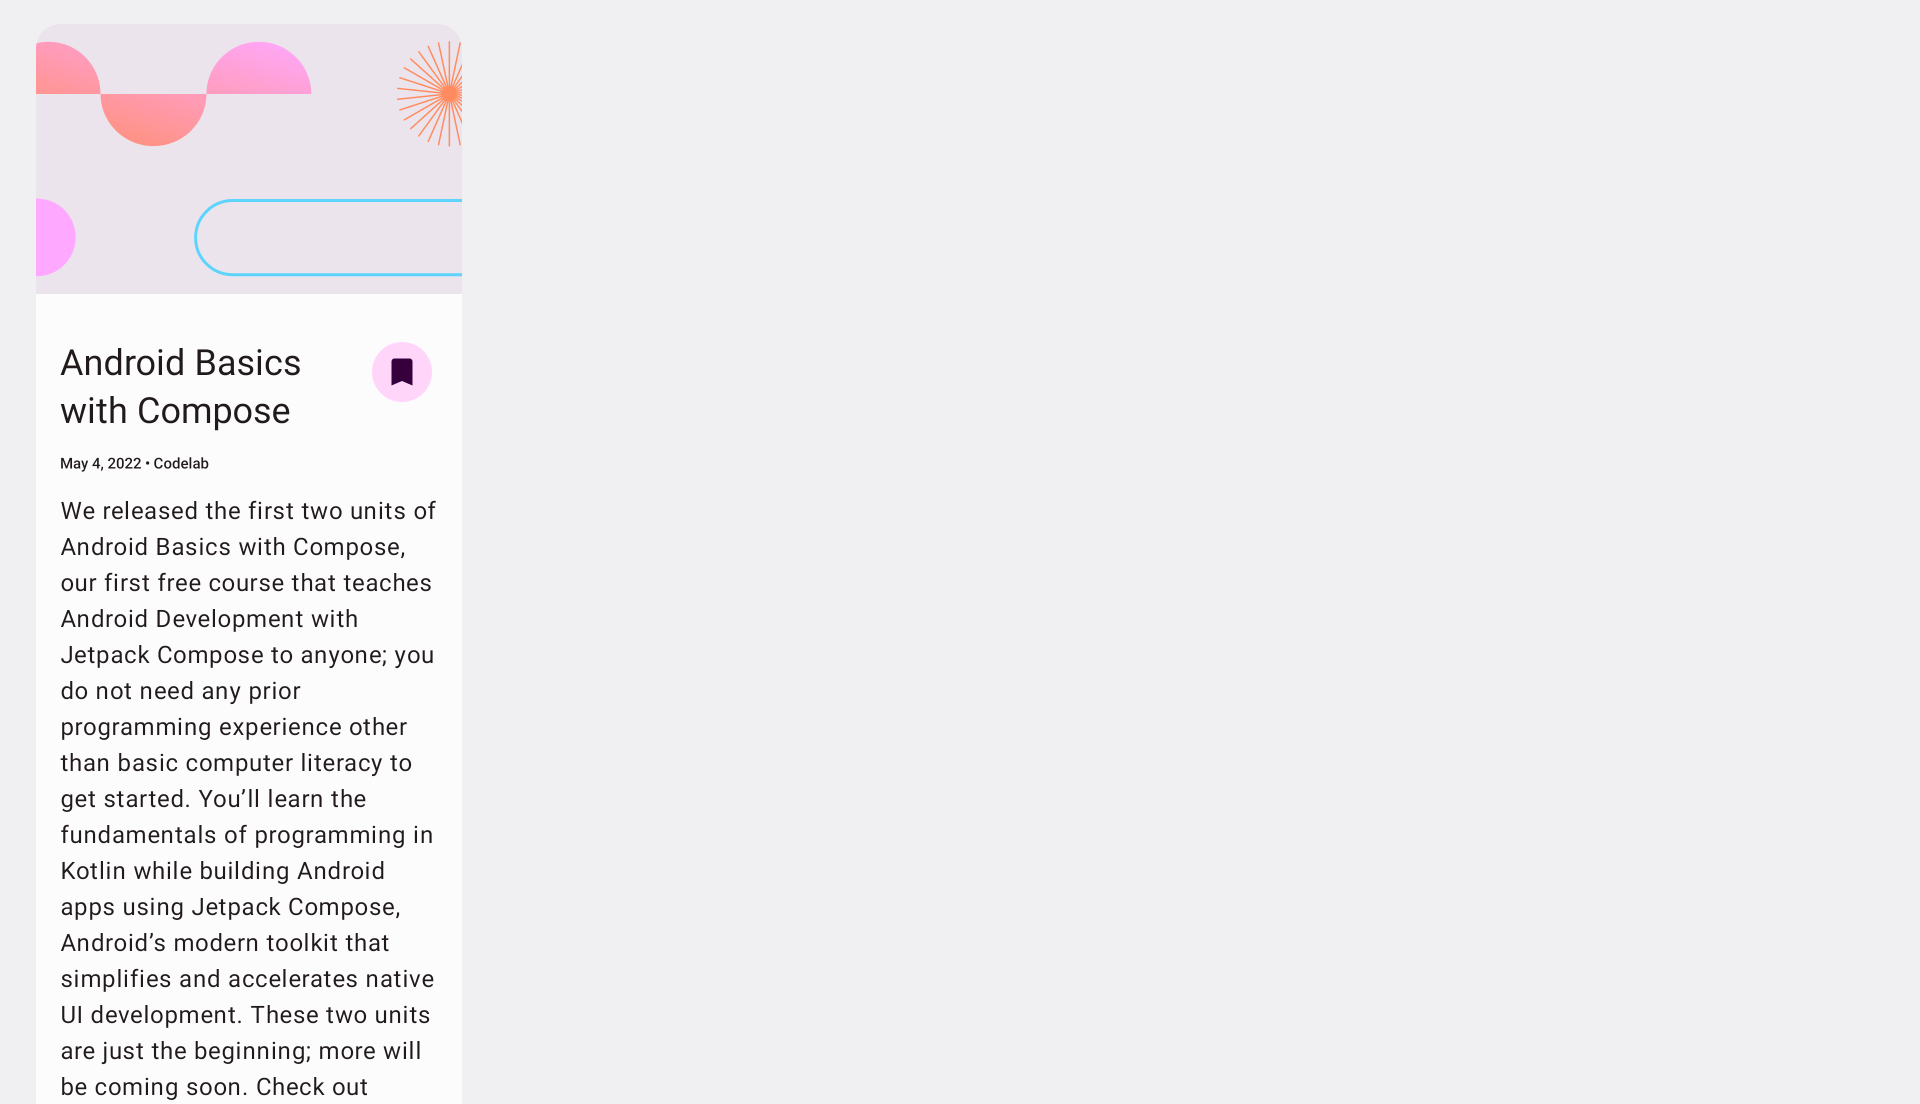 Android Basics
with Compose
May 4, 2022 • Codelab
We released the first two units of
Android Basics with Compose,
our first free course that teaches
Android Development with
Jetpack Compose to anyone; you
do not need any prior
programming experience other
than basic computer literacy to
get started. You’ll learn the
fundamentals of programming in
Kotlin while building Android
apps using Jetpack Compose,
Android’s modern toolkit that
simplifies and accelerates native
UI development. These two units
are just the beginning; more will
be coming soon. Check out